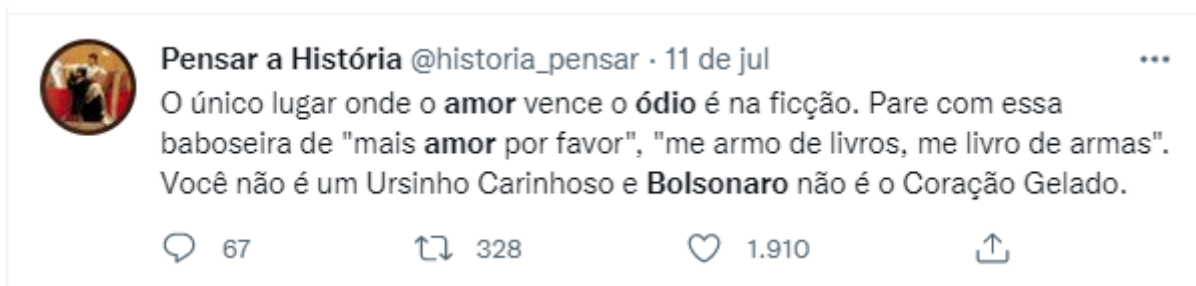 Pensar a História @historia_pensar · 11 de jul
O único lugar onde o amor vence o ódio é na ficção. Pare com essa
baboseira de "mais amor por favor", "me armo de livros, me livro de armas".
Você não é um Ursinho Carinhoso e Bolsonaro não é o Coração Gelado.
67 328 1.910